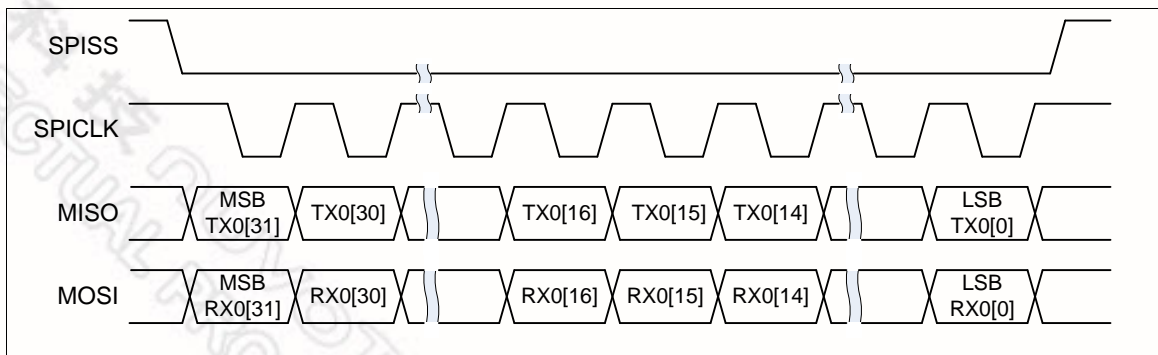 SPISS
SPICLK
MISO
MSB
TX0[31]
TX0[30]
TX0[16]
TX0[15]
TX0[14]
LSB
TX0[0]
MOSI
MSB
RX0[31]
RX0[30]
RX0[16]
RX0[15]
RX0[14]
LSB
RX0[0]